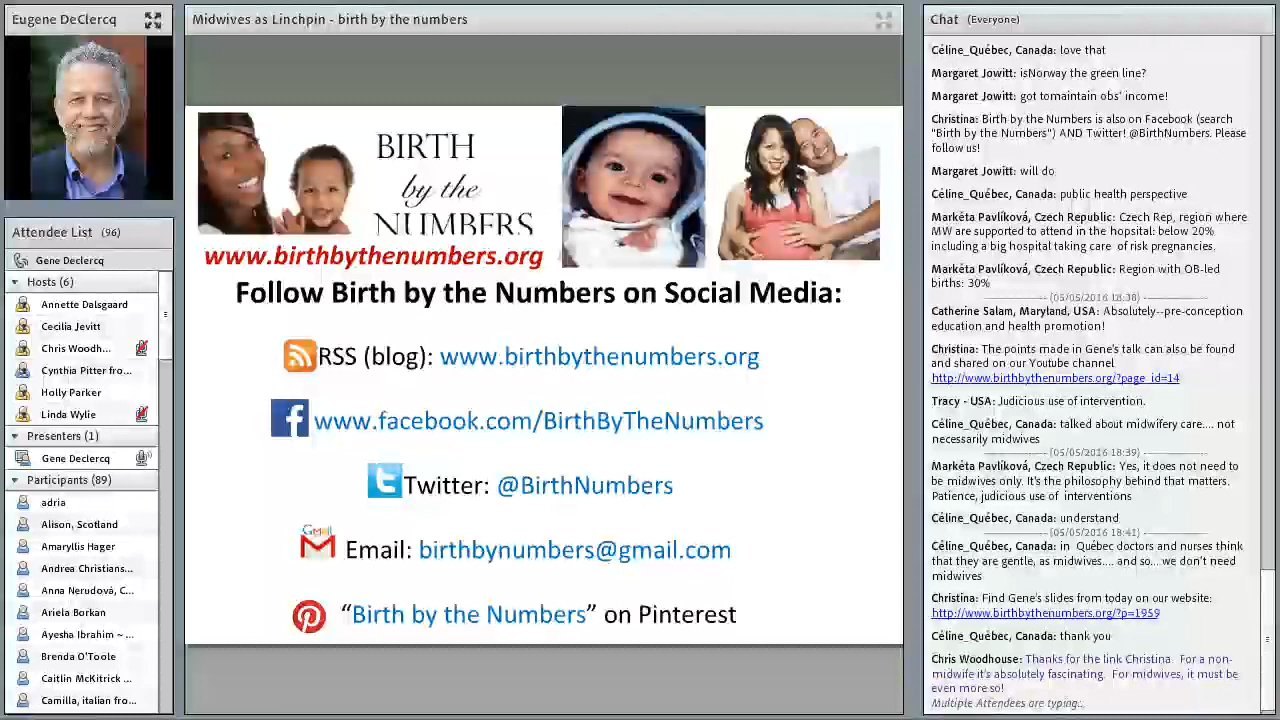 Eugene DeClercq
Attendee List (96)
Gene Declercq
Hosts (6)
Annette Dalsgaard
Cecilia Jevitt
Chris Woodh...
Cynthia Pitter fro...
Holly Parker
Linda Wylie
Presenters (1)
Gene Declercq
Participants (89)
adria
Alison, Scotland
Amaryllis Hager
Andrea Christians...
Anna Nerudová, C...
Ariela Borkan
Ayesha Ibrahim ~ ...
Brenda O'Toole
Caitlin McKitrick ...
Camilla, italian fro...
Midwives as Linchpin - birth by the numbers
BIRTH
by the
NUMBERS
www.birthbythenumbers.org
Follow Birth by the Numbers on Social Media:
RSS (blog): www.birthbythenumbers.org
www.facebook.com/BirthByTheNumbers
Twitter: @BirthNumbers
Gmail
Email: birthbynumbers@gmail.com
“Birth by the Numbers” on Pinterest
Chat (Everyone)
Céline_Québec, Canada: love that
Margaret Jowitt: isNorway the green line?
Margaret Jowitt: got tomaintain obs' income!
Christina: Birth by the Numbers is also on Facebook (search
"Birth by the Numbers") AND Twitter! @BirthNumbers. Please
follow us!
Margaret Jowitt: will do
Céline_Québec, Canada: public health perspective
Markéta Pavlíková, Czech Republic: Czech Rep, region where
MW are supported to attend in the hopsital: below 20%
including a big hospital taking care of risk pregnancies.
Markéta Pavlíková, Czech Republic: Region with OB-led
births: 30%
(05/05/2016 18:38)
Catherine Salam, Maryland, USA: Absolutely--pre-conception
education and health promotion!
Christina: The points made in Gene's talk can also be found
and shared on our Youtube channel
http://www.birthbythenumbers.org/?page_id=14
Tracy - USA: Judicious use of intervention.
Céline_Québec, Canada: talked about midwifery care.... not
necessarily midwives
(05/05/2016 18:39)
Markéta Pavlíková, Czech Republic: Yes, it does not need to
be midwives only. It's the philosophy behind that matters.
Patience, judicious use of interventions
Céline_Québec, Canada: understand
(05/05/2016 18:41)
Céline_Québec, Canada: in Québec doctors and nurses think
that they are gentle, as midwives.... and so... we don't need
midwives
Christina: Find Gene's slides from today on our website:
http://www.birthbythenumbers.org/?p=1959
Céline_Québec, Canada: thank you
Chris Woodhouse: Thanks for the link Christina. For a non-
midwife it's absolutely fascinating. For midwives, it must be
even more so!
Multiple Attendees are typing..